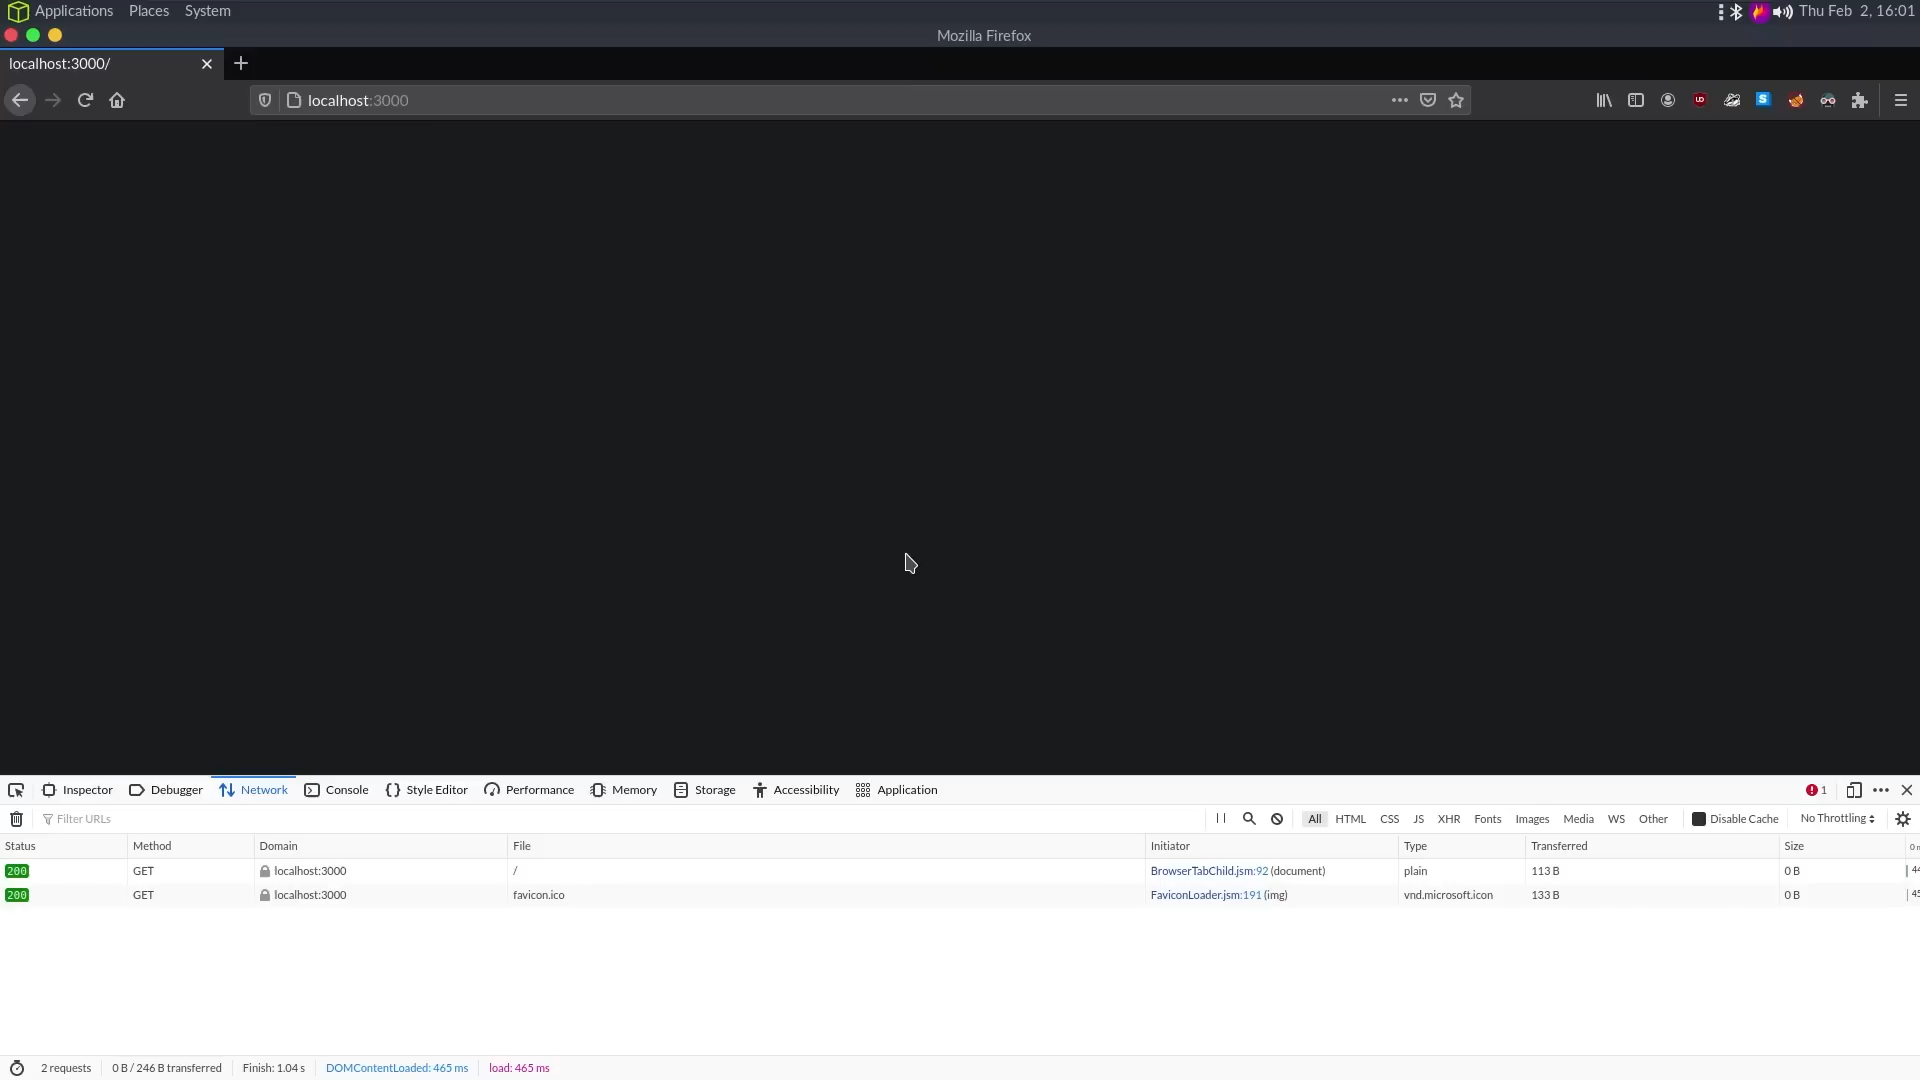 Applications Places System Thu Feb 2, 16:01
Mozilla Firefox
localhost:3000/
localhost:3000
Inspector Debugger Network Console Style Editor Performance Memory Storage Accessibility Application 1
Filter URLs All HTML CSS JS XHR Fonts Images Media WS Other Disable Cache No Throttling
Status Method Domain File Initiator Type Transferred Size
200 GET localhost:3000 / BrowserTabChild.jsm:92 (document) plain 113 B 0 B 44
200 GET localhost:3000 favicon.ico FaviconLoader.jsm:191 (img) vnd.microsoft.icon 133 B 0 B 45
2 requests 0 B / 246 B transferred Finish: 1.04 s DOMContentLoaded: 465 ms load: 465 ms